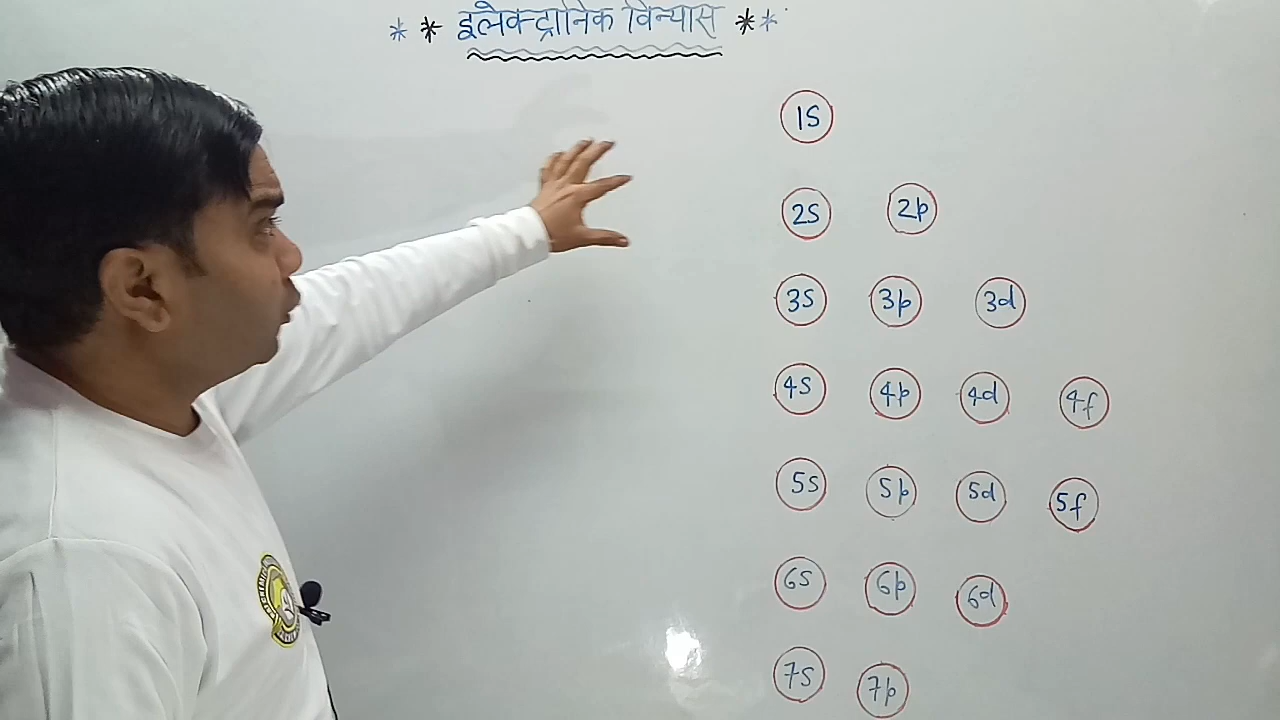 ** इलेक्ट्रॉनिक विन्यास **
1s
2s 2p
3s 3p 3d
4s 4p 4d 4f
5s 5p 5d 5f
6s 6p 6d
7s 7p